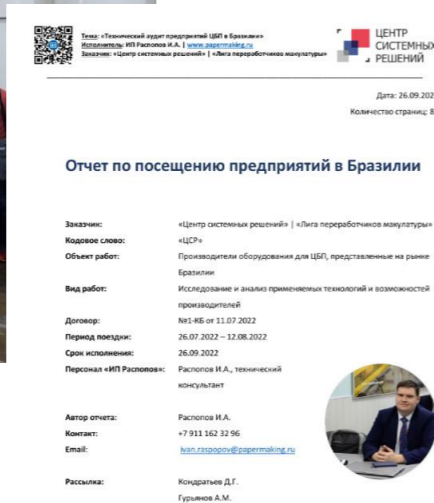 Тема: «Технический аудит предприятий ЦБП в Бразилии»
Исполнитель: ИП Распопов И.А. | www.papermaking.ru
Заказчик: «Центр системных решений» | «Лига переработчиков макулатуры»
ЦЕНТР
СИСТЕМНЫХ
РЕШЕНИЙ
Дата: 26.09.202
Количество страниц: 8
Отчет по посещению предприятий в Бразилии
Заказчик: «Центр системных решений» | «Лига переработчиков макулатуры»
Кодовое слово: «ЦСР»
Объект работ: Производители оборудования для ЦБП, представленные на рынке
Бразилии
Вид работ: Исследование и анализ применяемых технологий и возможностей
производителей
Договор: №1-КБ от 11.07.2022
Период поездки: 26.07.2022 – 12.08.2022
Срок исполнения: 26.09.2022
Персонал «ИП Распопов»: Распопов И.А., технический
консультант
Автор отчета: Распопов И.А.
Контакт: +7 911 162 32 96
Email: ivan.raspopov@papermaking.ru
Рассылка: Кондратьев Д.Г.
Гурьянов А.М.